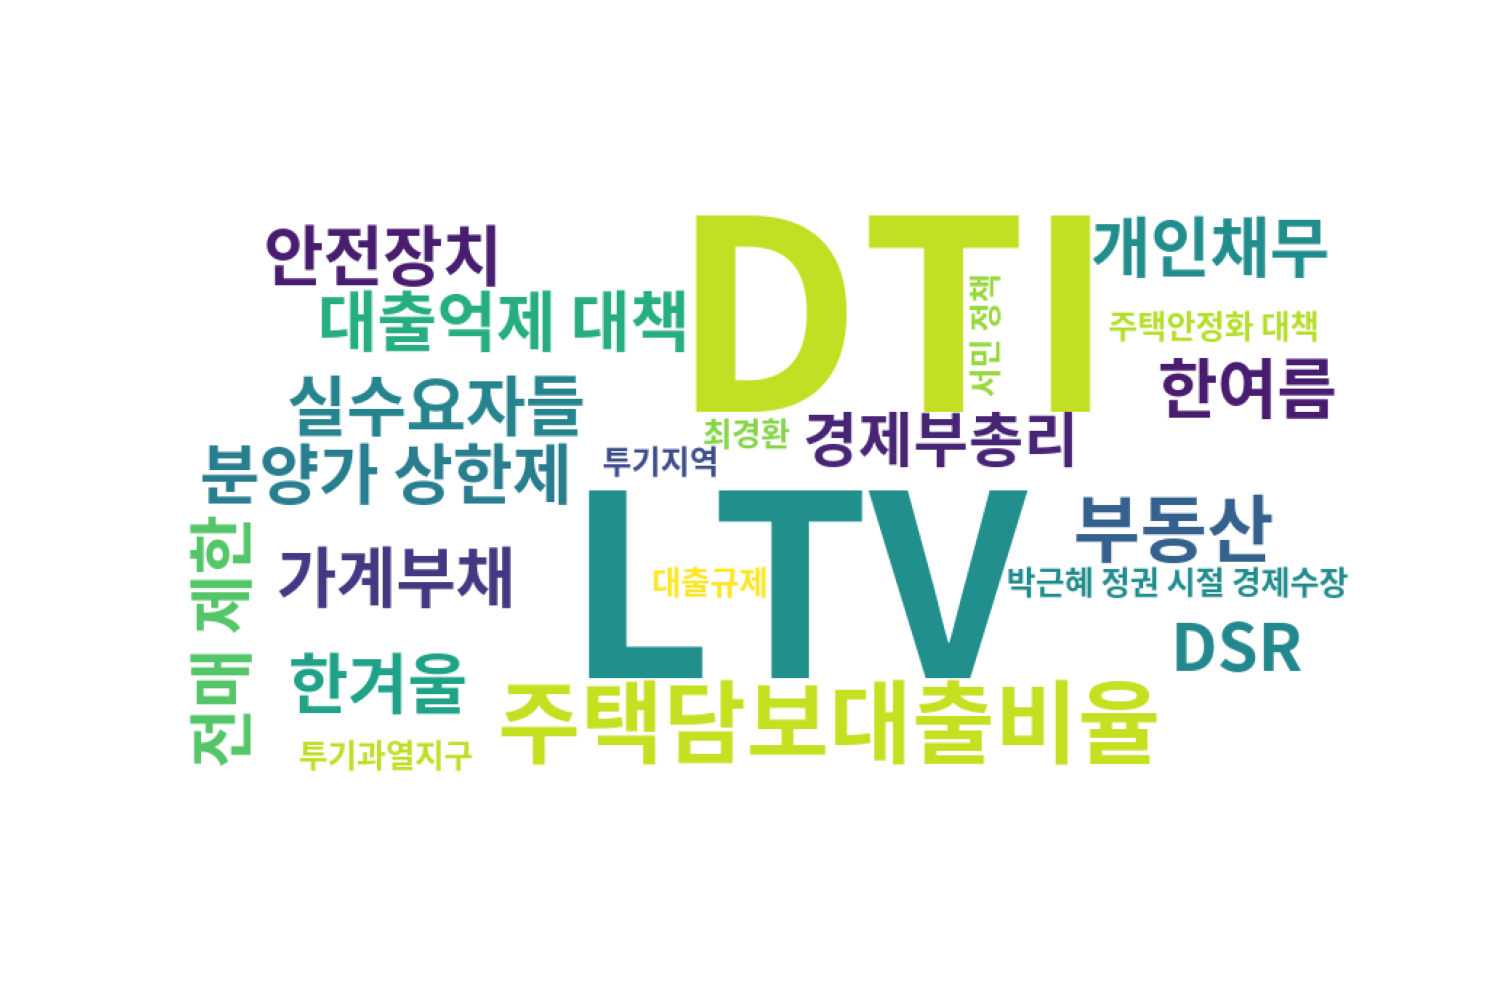 DTI
개인채무
안전장치
대출억제 대책
서민 정책
주택안정화 대책
한여름
실수요자들
최경환
경제부총리
분양가 상한제
투기지역
LTV
부동산
전매 제한
가계부채
대출규제
박근혜 정권 시절 경제수장
DSR
한겨울
주택담보대출비율
투기과열지구